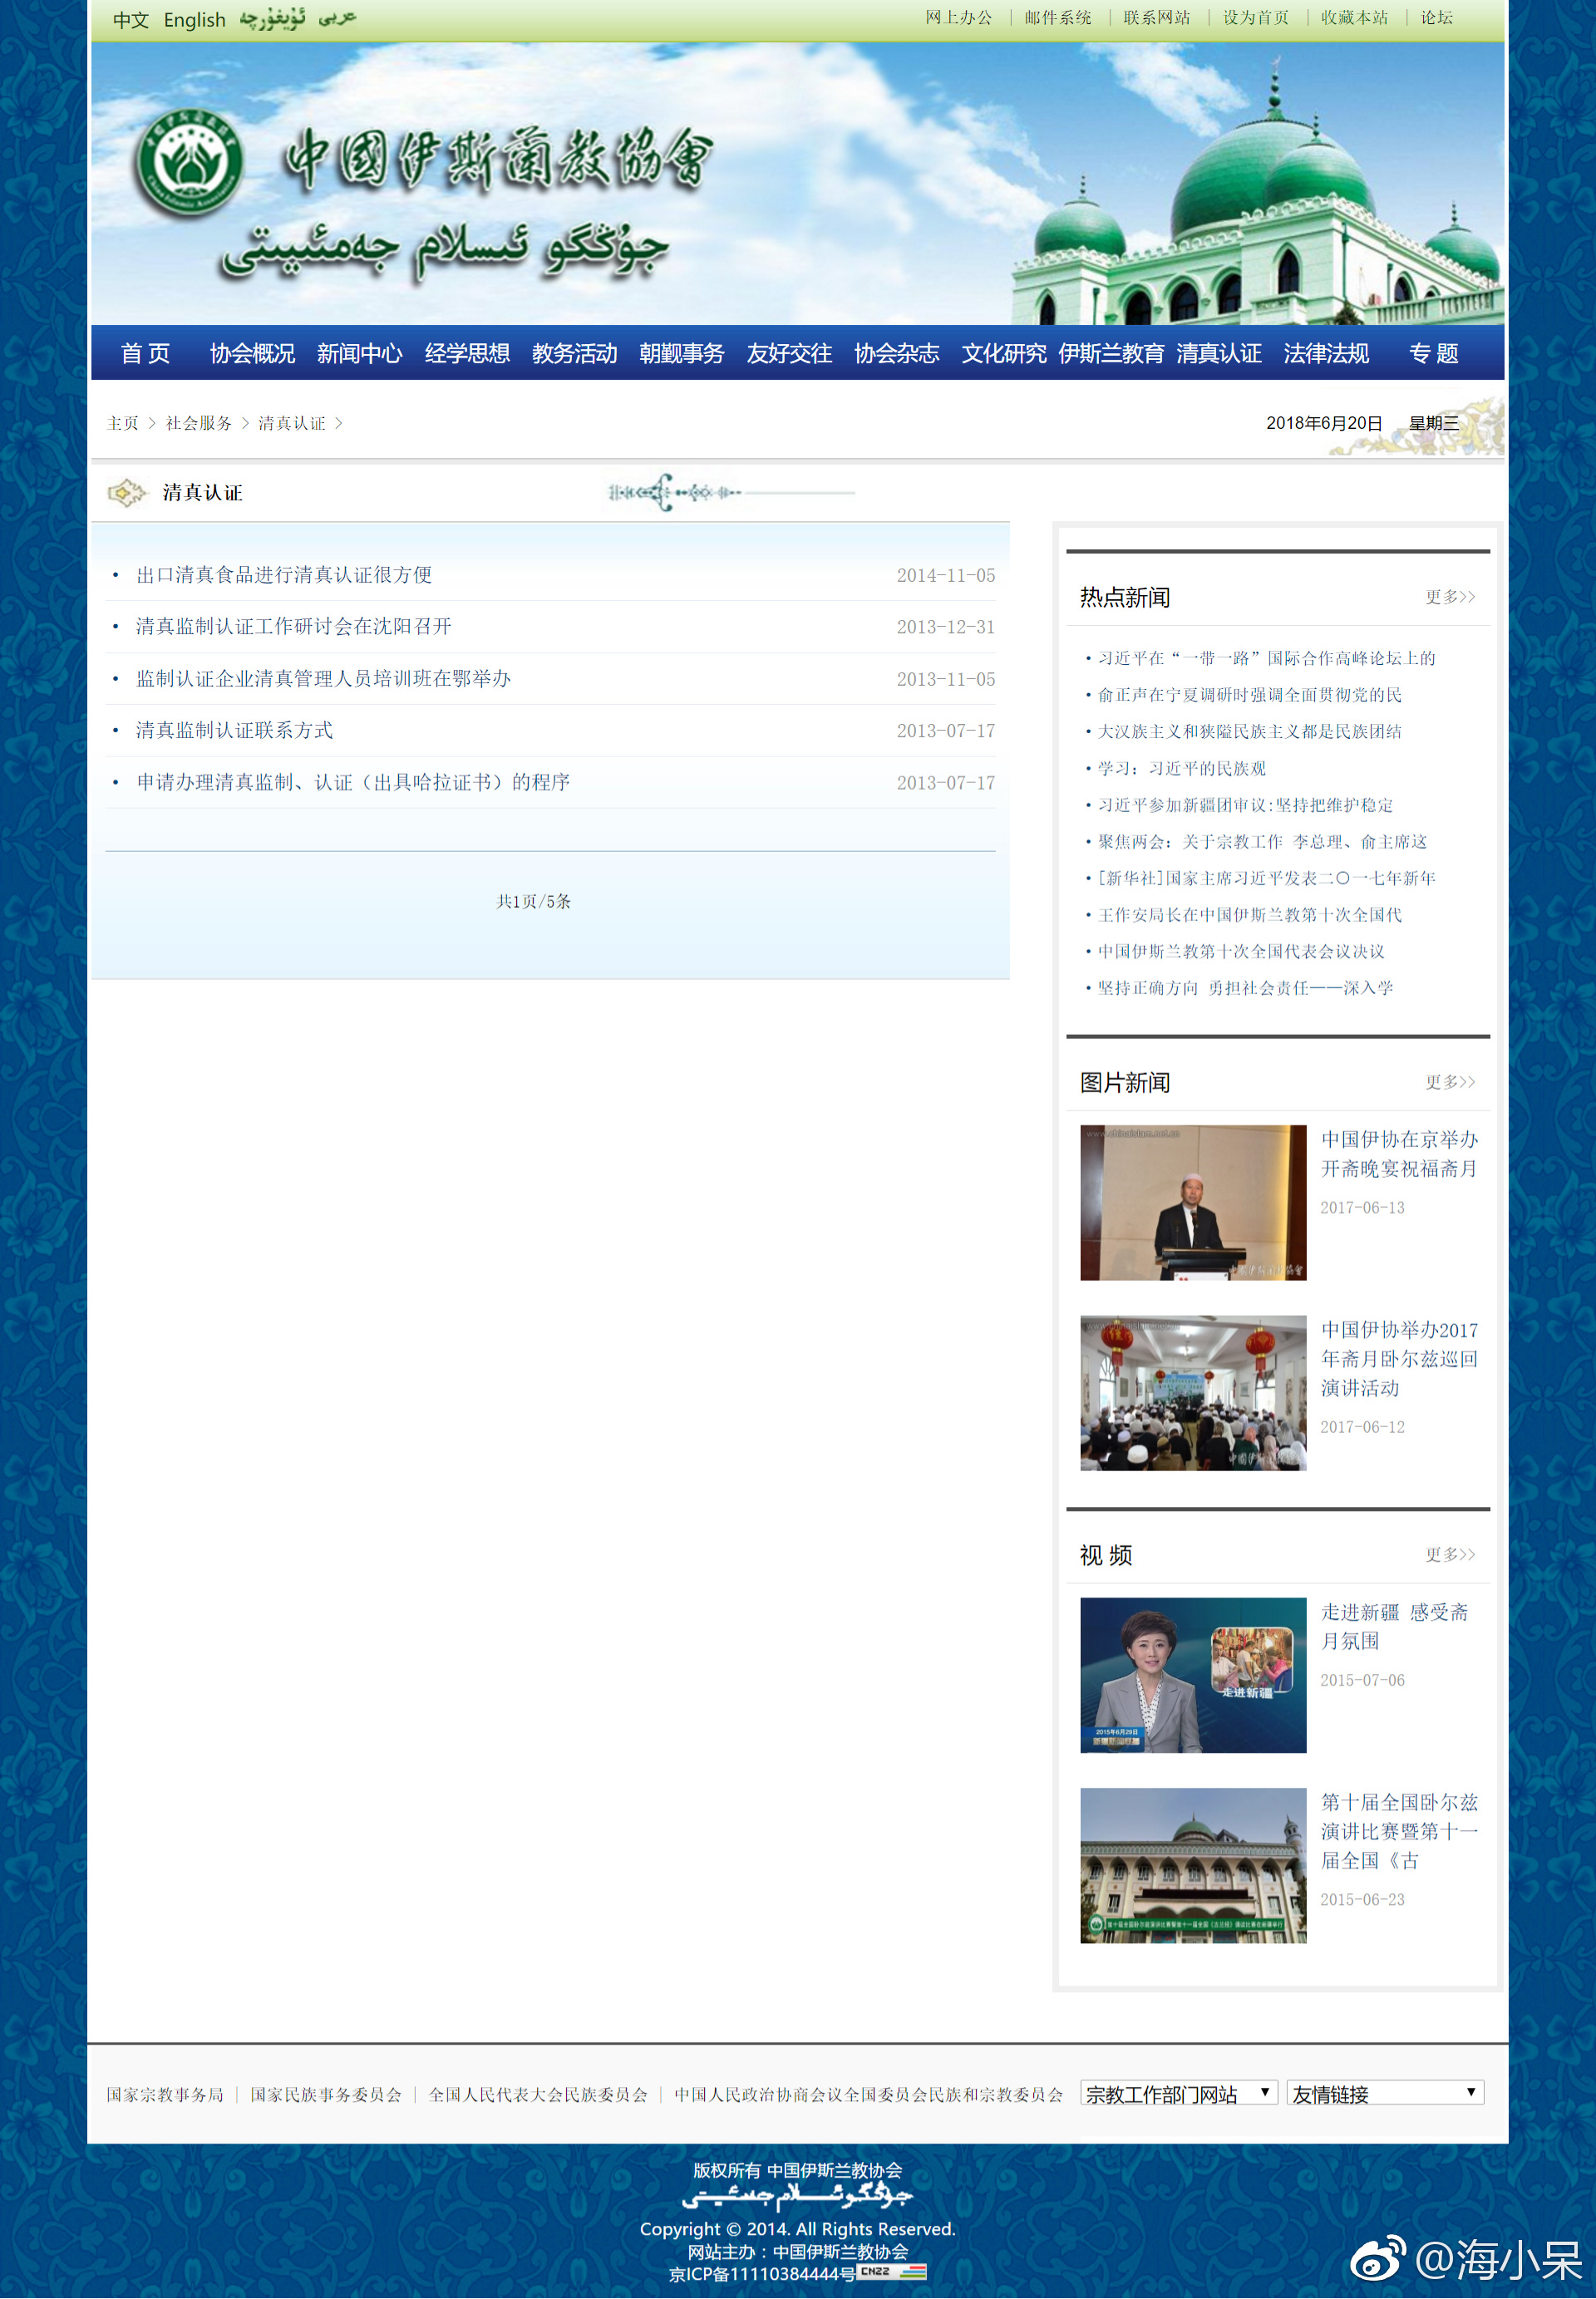 中文 English ئۇيغۇرچە عربى
网上办公 | 邮件系统 | 联系网站 | 设为首页 | 收藏本站 | 论坛
中國伊斯蘭教協會
جۇڭگو ئىسلام جەمئىيىتى
首 页 协会概况 新闻中心 经学思想 教务活动 朝觐事务 友好交往 协会杂志 文化研究 伊斯兰教育 清真认证 法律法规 专 题
主页 > 社会服务 > 清真认证 >
2018年6月20日 星期三
清真认证
• 出口清真食品进行清真认证很方便 2014-11-05
• 清真监制认证工作研讨会在沈阳召开 2013-12-31
• 监制认证企业清真管理人员培训班在鄂举办 2013-11-05
• 清真监制认证联系方式 2013-07-17
• 申请办理清真监制、认证（出具哈拉证书）的程序 2013-07-17
共1页/5条
热点新闻 更多>>
• 习近平在“一带一路”国际合作高峰论坛上的
• 俞正声在宁夏调研时强调全面贯彻党的民
• 大汉族主义和狭隘民族主义都是民族团结
• 学习：习近平的民族观
• 习近平参加新疆团审议:坚持把维护稳定
• 聚焦两会：关于宗教工作 李总理、俞主席这
• [新华社]国家主席习近平发表二〇一七年新年
• 王作安局长在中国伊斯兰教第十次全国代
• 中国伊斯兰教第十次全国代表会议决议
• 坚持正确方向 勇担社会责任——深入学
图片新闻 更多>>
www.chinaislam.net.cn
中國伊斯蘭教協會
中国伊协在京举办
开斋晚宴祝福斋月
2017-06-13
中国伊协举办2017
年斋月卧尔兹巡回
演讲活动
2017-06-12
视 频 更多>>
走进新疆
2015年6月29日
走进新疆 感受斋
月氛围
2015-07-06
第十届全国卧尔兹
演讲比赛暨第十一
届全国《古
2015-06-23
国家宗教事务局 | 国家民族事务委员会 | 全国人民代表大会民族委员会 | 中国人民政治协商会议全国委员会民族和宗教委员会 宗教工作部门网站 ▼ 友情链接 ▼
版权所有 中国伊斯兰教协会
جۇڭگو ئىسلام جەمئىيىتى
Copyright © 2014. All Rights Reserved.
网站主办：中国伊斯兰教协会
京ICP备11110384444号 CNZZ
@海小呆